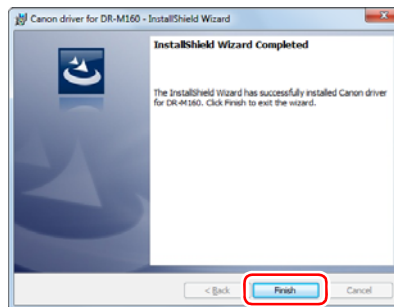 Canon driver for DR-M160 - InstallShield Wizard
InstallShield Wizard Completed
The InstallShield Wizard has successfully installed Canon driver
for DR-M160. Click Finish to exit the wizard.
< Back
Finish
Cancel